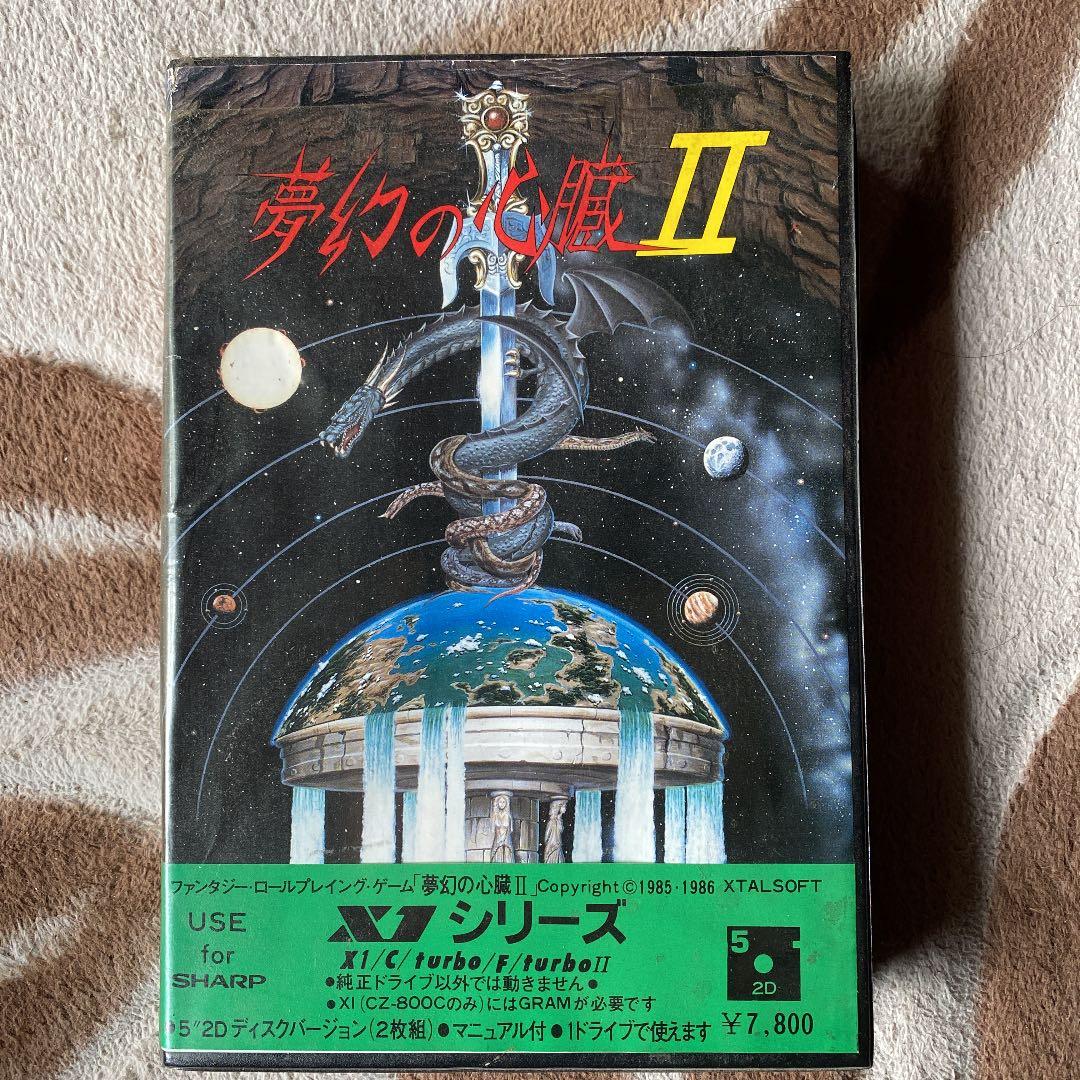 夢幻の心臓II
ファンタジー・ロールプレイング・ゲーム「夢幻の心臓II」Copyright ©1985・1986 XTALSOFT
USE
for
SHARP
X1シリーズ
X1/C/turbo/F/turboII
●純正ドライブ以外では動きません●
●XI(CZ-800Cのみ)にはGRAMが必要です
●5"2Dディスクバージョン(2枚組)●マニュアル付●1ドライブで使えます ¥7,800
5
2D